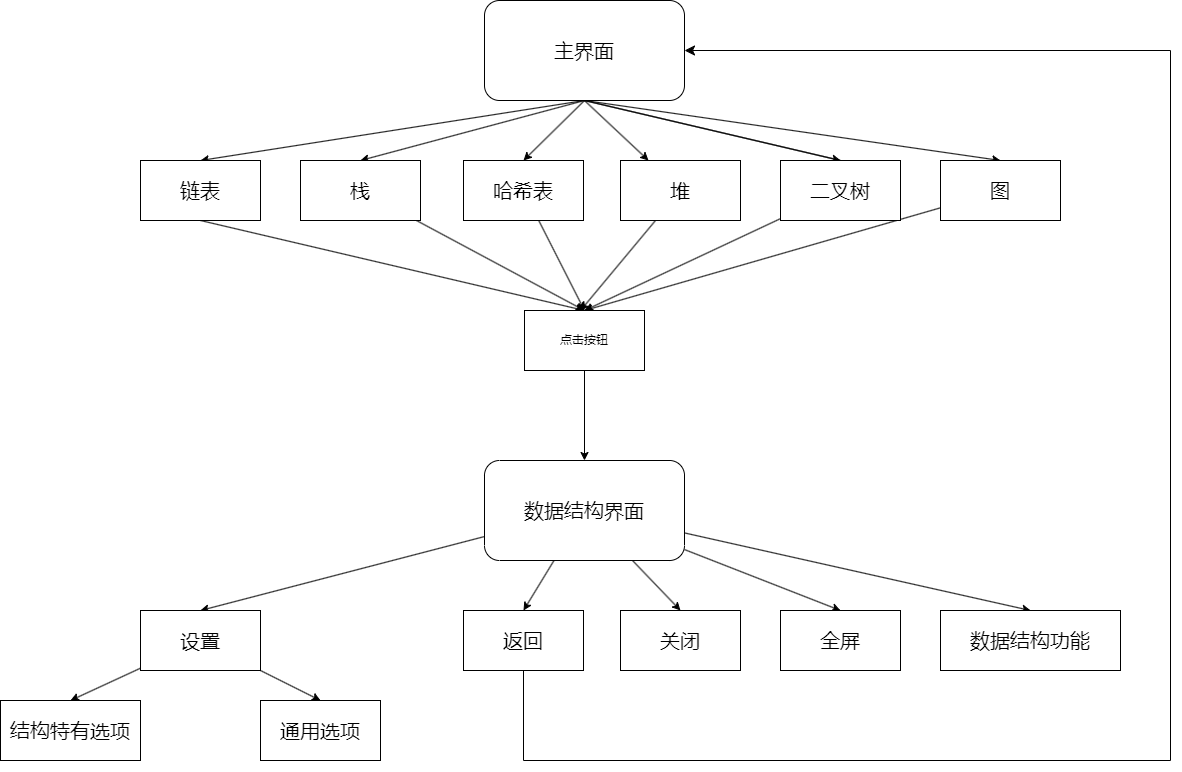 主界面
链表
栈
哈希表
堆
二叉树
图
点击按钮
数据结构界面
设置
返回
关闭
全屏
数据结构功能
结构特有选项
通用选项